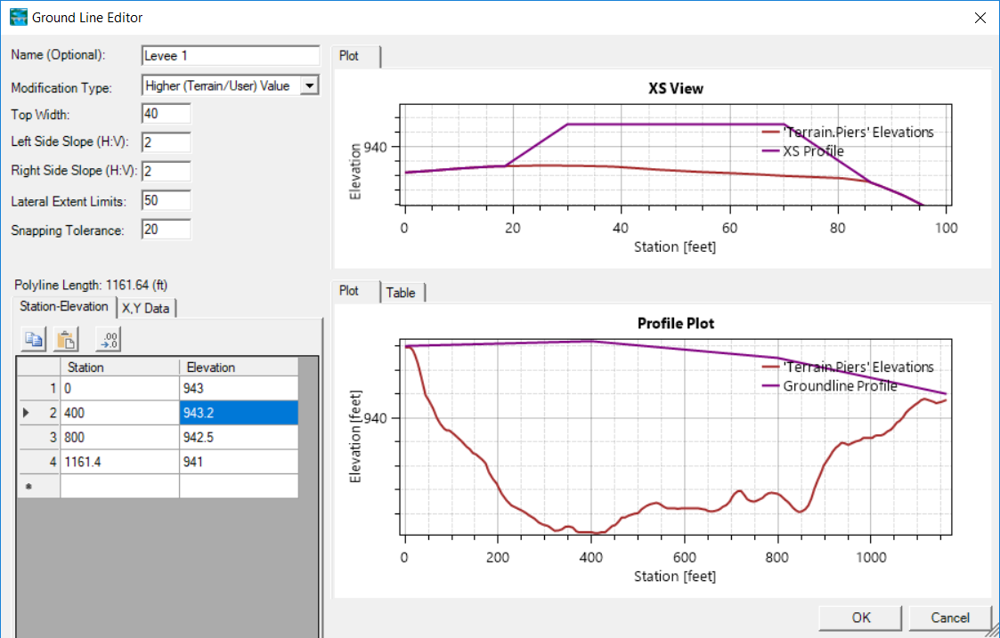 Ground Line Editor
Name (Optional): Levee 1
Modification Type: Higher (Terrain/User) Value
Top Width: 40
Left Side Slope (H:V): 2
Right Side Slope (H:V): 2
Lateral Extent Limits: 50
Snapping Tolerance: 20
Polyline Length: 1161.64 (ft)
Station-Elevation X,Y Data
.00
→.0
Station Elevation
1 0 943
2 400 943.2
3 800 942.5
4 1161.4 941
*
Plot
XS View
'Terrain.Piers' Elevations
XS Profile
Elevation
940
0 20 40 60 80 100
Station [feet]
Plot Table
Profile Plot
'Terrain.Piers' Elevations
Groundline Profile
Elevation [feet]
940
0 200 400 600 800 1000
Station [feet]
OK Cancel